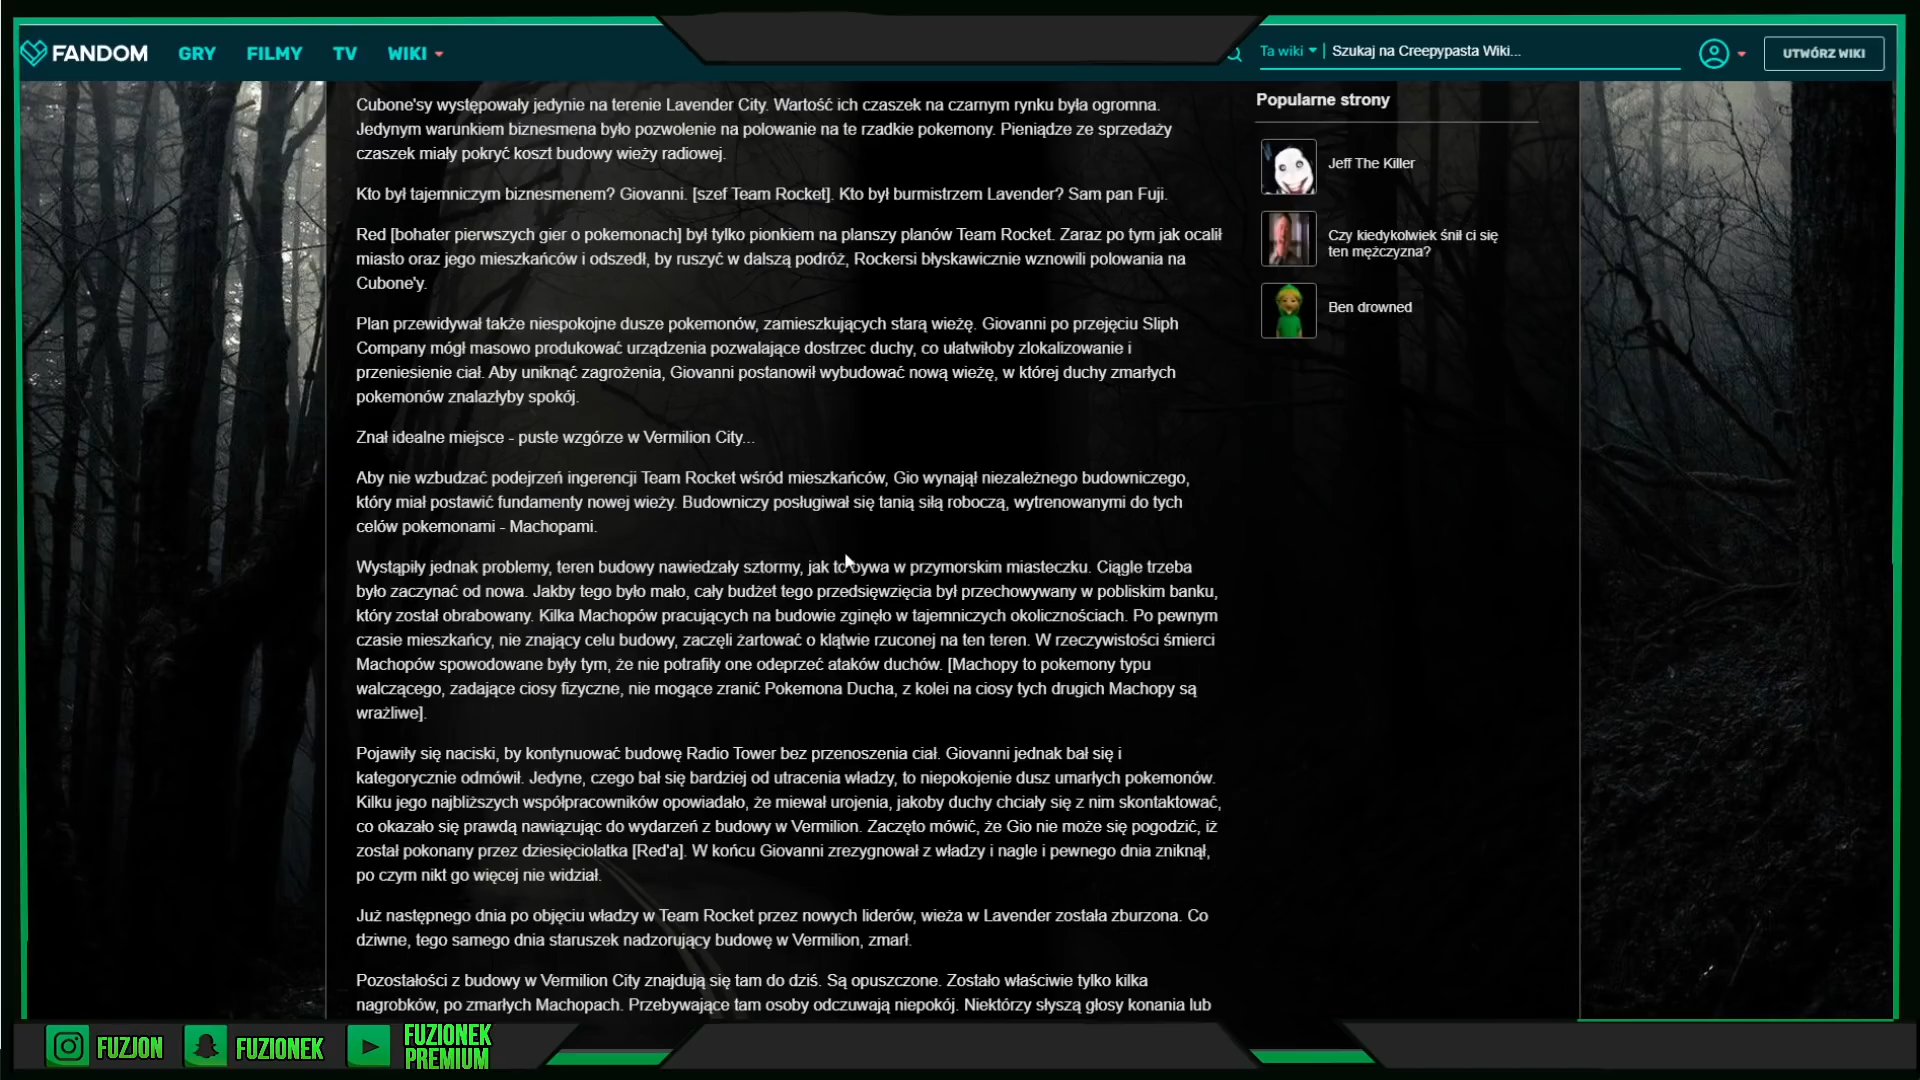 FANDOM
GRY
FILMY
TV
WIKI
Ta wiki
Szukaj na Creepypasta Wiki...
UTWÓRZ WIKI
Cubone'sy występowały jedynie na terenie Lavender City. Wartość ich czaszek na czarnym rynku była ogromna.
Jedynym warunkiem biznesmena było pozwolenie na polowanie na te rzadkie pokemony. Pieniądze ze sprzedaży
czaszek miały pokryć koszt budowy wieży radiowej.
Kto był tajemniczym biznesmenem? Giovanni. [szef Team Rocket]. Kto był burmistrzem Lavender? Sam pan Fuji.
Red [bohater pierwszych gier o pokemonach] był tylko pionkiem na planszy planów Team Rocket. Zaraz po tym jak ocalił
miasto oraz jego mieszkańców i odszedł, by ruszyć w dalszą podróż, Rockersi błyskawicznie wznowili polowania na
Cubone'y.
Plan przewidywał także niespokojne dusze pokemonów, zamieszkujących starą wieżę. Giovanni po przejęciu Sliph
Company mógł masowo produkować urządzenia pozwalające dostrzec duchy, co ułatwiłoby zlokalizowanie i
przeniesienie ciał. Aby uniknąć zagrożenia, Giovanni postanowił wybudować nową wieżę, w której duchy zmarłych
pokemonów znalazłyby spokój.
Znał idealne miejsce - puste wzgórze w Vermilion City...
Aby nie wzbudzać podejrzeń ingerencji Team Rocket wśród mieszkańców, Gio wynajął niezależnego budowniczego,
który miał postawić fundamenty nowej wieży. Budowniczy posługiwał się tanią siłą roboczą, wytrenowanymi do tych
celów pokemonami - Machopami.
Wystąpiły jednak problemy, teren budowy nawiedzały sztormy, jak to bywa w przymorskim miasteczku. Ciągle trzeba
było zaczynać od nowa. Jakby tego było mało, cały budżet tego przedsięwzięcia był przechowywany w pobliskim banku,
który został obrabowany. Kilka Machopów pracujących na budowie zginęło w tajemniczych okolicznościach. Po pewnym
czasie mieszkańcy, nie znający celu budowy, zaczęli żartować o klątwie rzuconej na ten teren. W rzeczywistości śmierci
Machopów spowodowane były tym, że nie potrafiły one odeprzeć ataków duchów. [Machopy to pokemony typu
walczącego, zadające ciosy fizyczne, nie mogące zranić Pokemona Ducha, z kolei na ciosy tych drugich Machopy są
wrażliwe].
Pojawiły się naciski, by kontynuować budowę Radio Tower bez przenoszenia ciał. Giovanni jednak bał się i
kategorycznie odmówił. Jedyne, czego bał się bardziej od utracenia władzy, to niepokojenie dusz umarłych pokemonów.
Kilku jego najbliższych współpracowników opowiadało, że miewał urojenia, jakoby duchy chciały się z nim skontaktować,
co okazało się prawdą nawiązując do wydarzeń z budowy w Vermilion. Zaczęto mówić, że Gio nie może się pogodzić, iż
został pokonany przez dziesięciolatka [Red'a]. W końcu Giovanni zrezygnował z władzy i nagle i pewnego dnia zniknął,
po czym nikt go więcej nie widział.
Już następnego dnia po objęciu władzy w Team Rocket przez nowych liderów, wieża w Lavender została zburzona. Co
dziwne, tego samego dnia staruszek nadzorujący budowę w Vermilion, zmarł.
Pozostałości z budowy w Vermilion City znajdują się tam do dziś. Są opuszczone. Zostało właściwie tylko kilka
nagrobków, po zmarłych Machopach. Przebywające tam osoby odczuwają niepokój. Niektórzy słyszą głosy konania lub
Popularne strony
Jeff The Killer
Czy kiedykolwiek śnił ci się
ten mężczyzna?
Ben drowned
FUZJON
FUZIONEK
FUZIONEK
PREMIUM